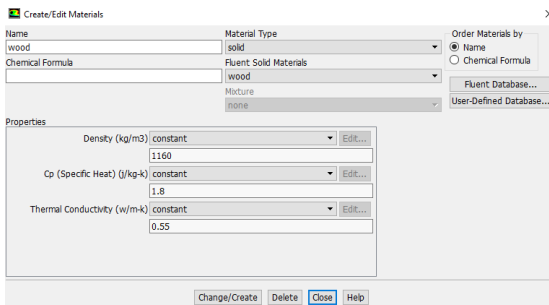 Create/Edit Materials
Name
Material Type
Order Materials by
wood
solid
Name
Chemical Formula
Chemical Formula
Fluent Solid Materials
wood
Fluent Database...
Mixture
none
User-Defined Database...
Properties
Density (kg/m3) constant Edit...
1160
Cp (Specific Heat) (j/kg-k) constant Edit...
1.8
Thermal Conductivity (w/m-k) constant Edit...
0.55
Change/Create Delete Close Help